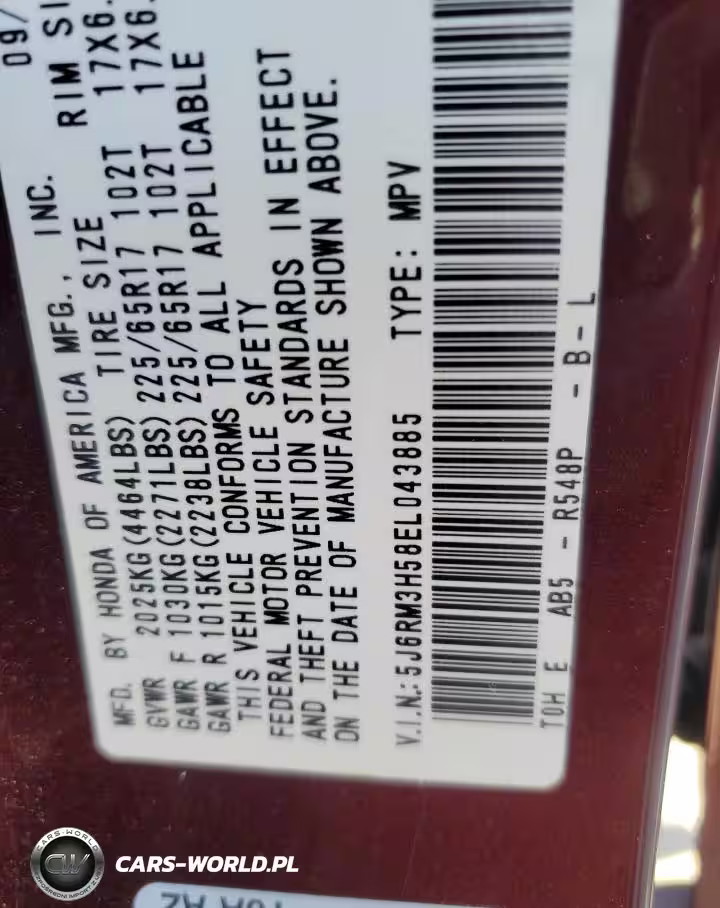 09/
MFD. BY HONDA OF AMERICA MFG., INC.
GVWR 2025KG(4464LBS) TIRE SIZE RIM SI
GAWR F 1030KG(2271LBS) 225/65R17 102T 17X6.
GAWR R 1015KG(2238LBS) 225/65R17 102T 17X6.
THIS VEHICLE CONFORMS TO ALL APPLICABLE
FEDERAL MOTOR VEHICLE SAFETY
AND THEFT PREVENTION STANDARDS IN EFFECT
ON THE DATE OF MANUFACTURE SHOWN ABOVE.
V.I.N.: 5J6RM3H58EL043885 TYPE: MPV
TOH E AB5 - R548P - B - L
CARS-WORLD
CW
CARS-WORLD.PL